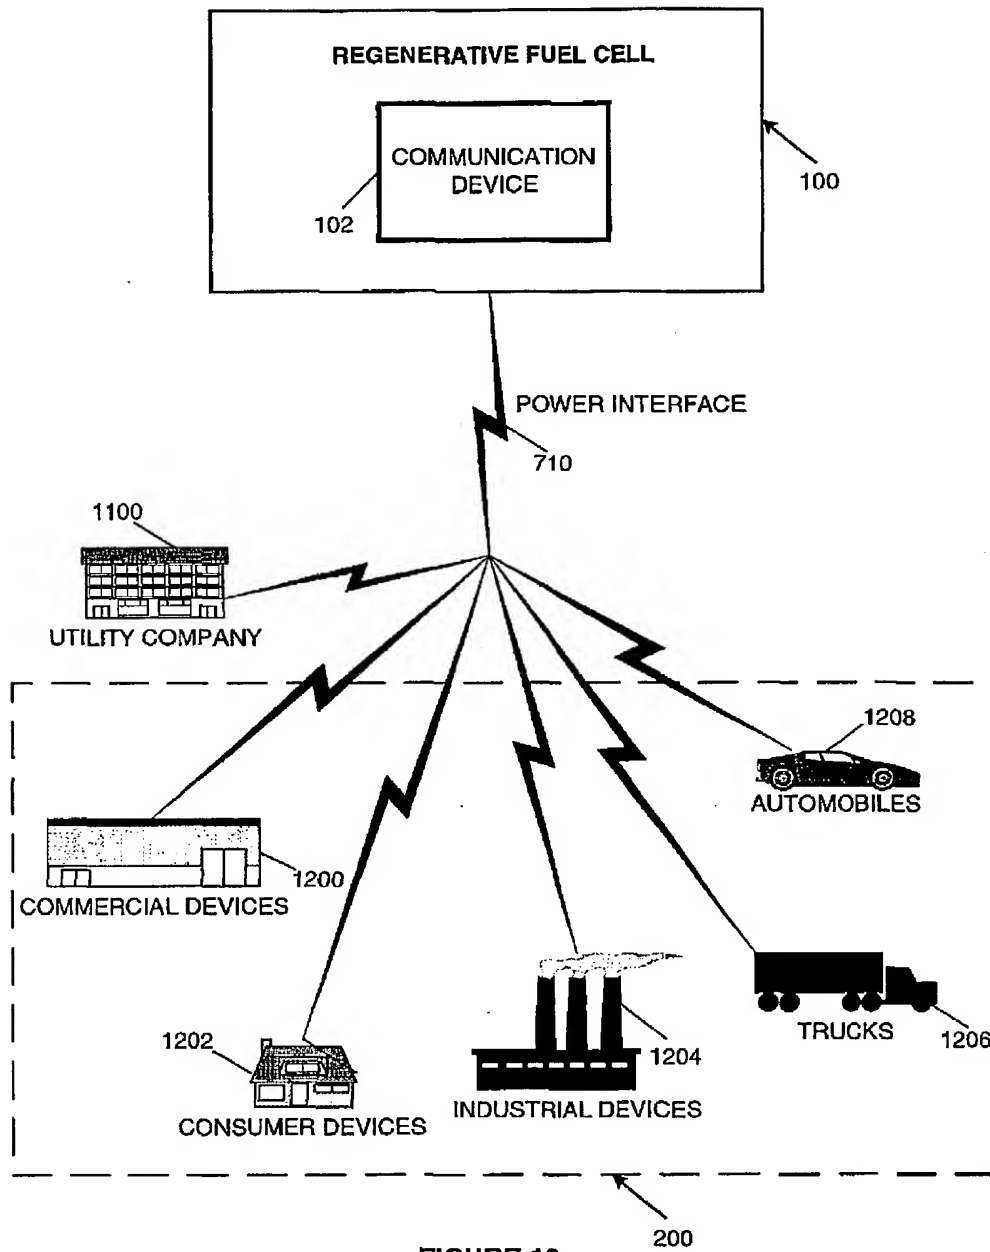 REGENERATIVE FUEL CELL
COMMUNICATION
DEVICE
100
102
POWER INTERFACE
710
1100
UTILITY COMPANY
1208
AUTOMOBILES
1200
COMMERCIAL DEVICES
TRUCKS
1206
1202
1204
CONSUMER DEVICES
INDUSTRIAL DEVICES
200